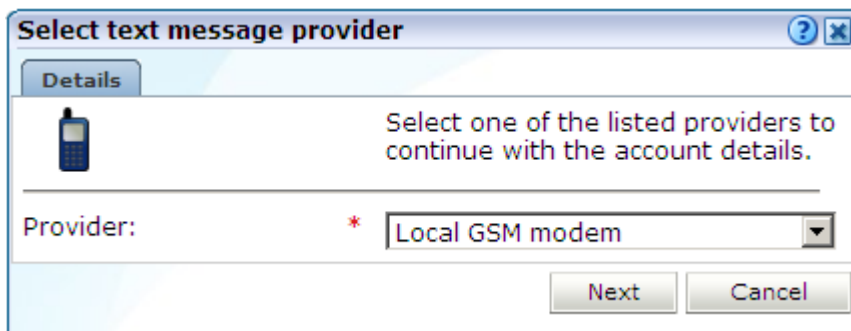 Select text message provider
Details
Select one of the listed providers to
continue with the account details.
Provider: * Local GSM modem
Next Cancel